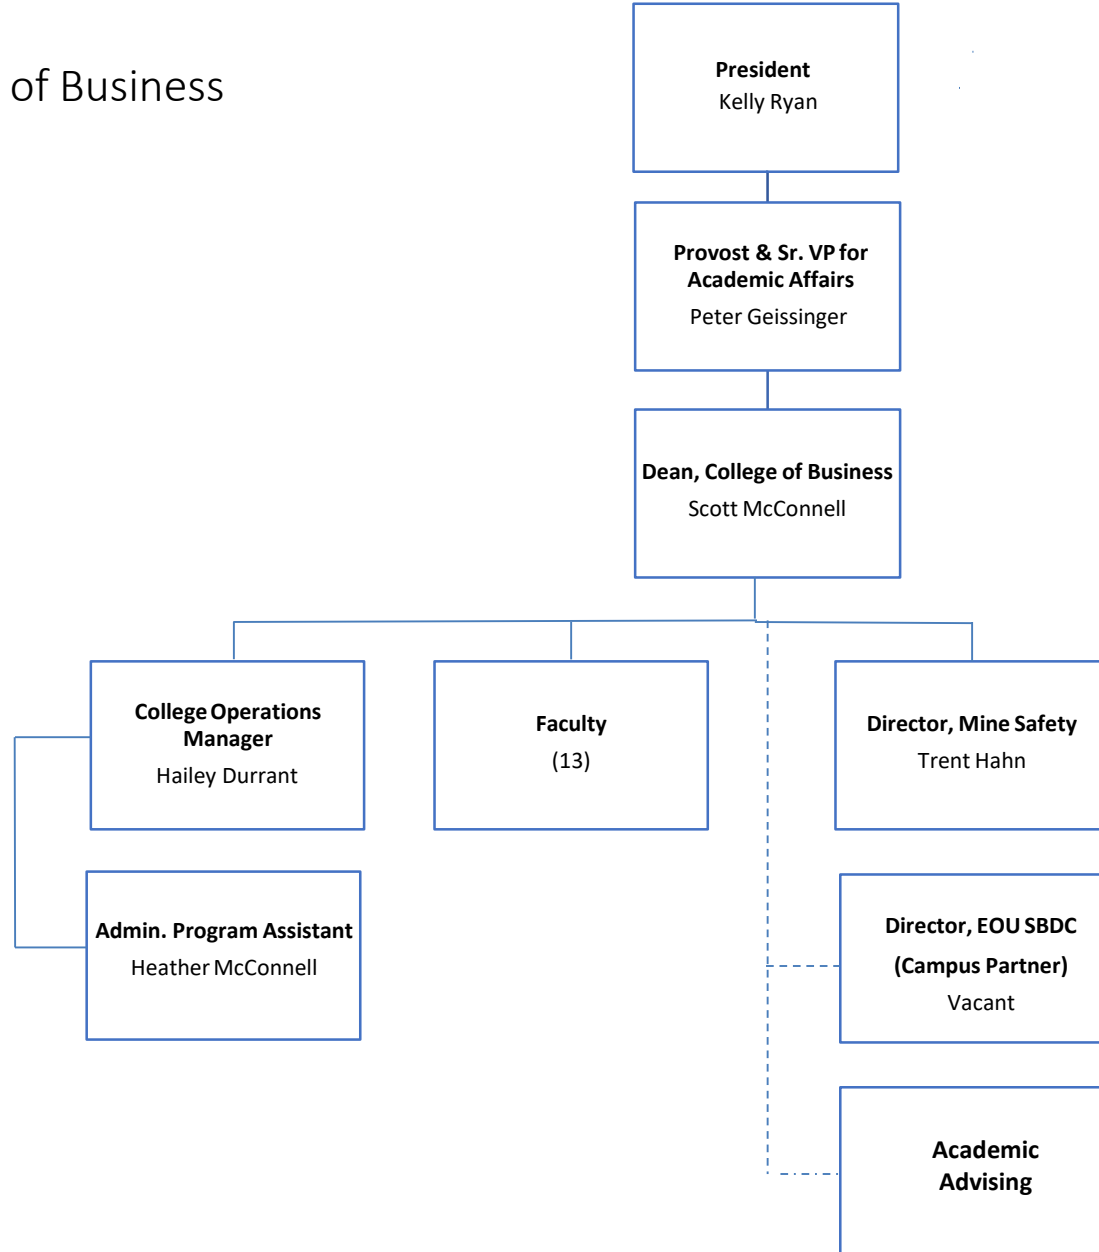 of Business
President
Kelly Ryan
Provost & Sr. VP for
Academic Affairs
Peter Geissinger
Dean, College of Business
Scott McConnell
College Operations
Manager
Hailey Durrant
Faculty
(13)
Director, Mine Safety
Trent Hahn
Admin. Program Assistant
Heather McConnell
Director, EOU SBDC
(Campus Partner)
Vacant
Academic
Advising